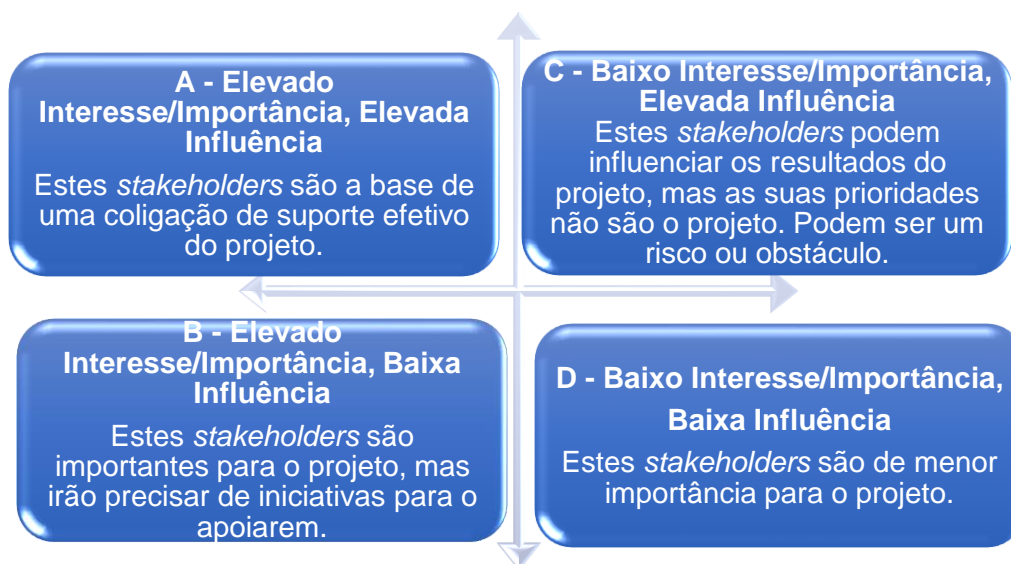 A - Elevado
Interesse/Importância, Elevada
Influência
Estes stakeholders são a base de
uma coligação de suporte efetivo
do projeto.
C - Baixo Interesse/Importância,
Elevada Influência
Estes stakeholders podem
influenciar os resultados do
projeto, mas as suas prioridades
não são o projeto. Podem ser um
risco ou obstáculo.
B - Elevado
Interesse/Importância, Baixa
Influência
Estes stakeholders são
importantes para o projeto, mas
irão precisar de iniciativas para o
apoiarem.
D - Baixo Interesse/Importância,
Baixa Influência
Estes stakeholders são de menor
importância para o projeto.